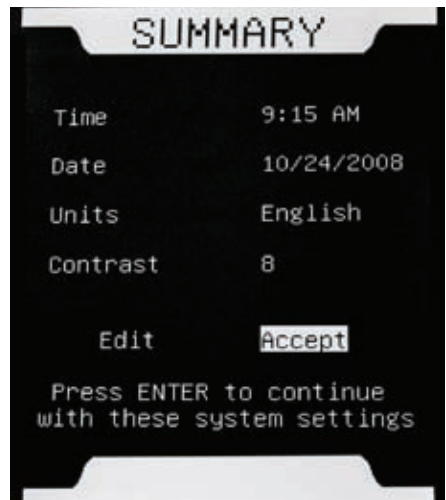 SUMMARY
Time 9:15 AM
Date 10/24/2008
Units English
Contrast 8
Edit Accept
Press ENTER to continue
with these system settings